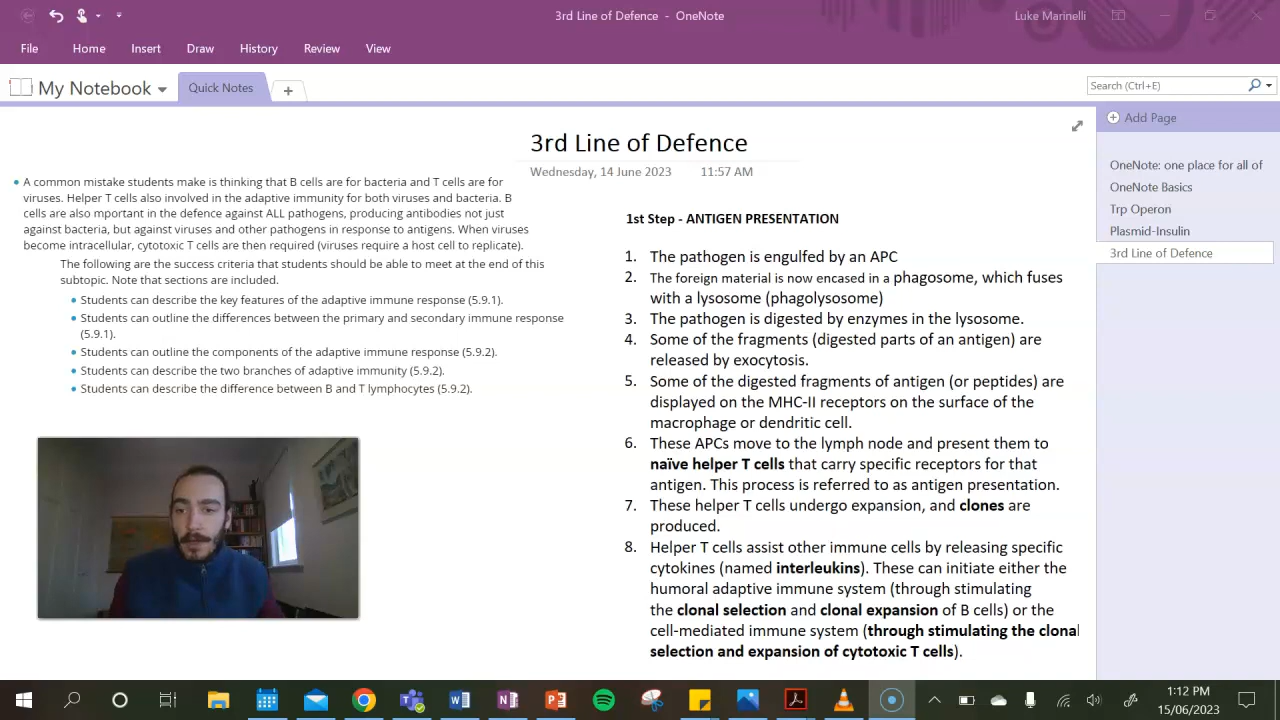 3rd Line of Defence - OneNote
Luke Marinelli
File
Home
Insert
Draw
History
Review
View
My Notebook
Quick Notes
Search (Ctrl+E)
Add Page
3rd Line of Defence
Wednesday, 14 June 2023
11:57 AM
OneNote: one place for all of
OneNote Basics
Trp Operon
Plasmid-Insulin
3rd Line of Defence
A common mistake students make is thinking that B cells are for bacteria and T cells are for
viruses. Helper T cells also involved in the adaptive immunity for both viruses and bacteria. B
cells are also mportant in the defence against ALL pathogens, producing antibodies not just
against bacteria, but against viruses and other pathogens in response to antigens. When viruses
become intracellular, cytotoxic T cells are then required (viruses require a host cell to replicate).
The following are the success criteria that students should be able to meet at the end of this
subtopic. Note that sections are included.
Students can describe the key features of the adaptive immune response (5.9.1).
Students can outline the differences between the primary and secondary immune response
(5.9.1).
Students can outline the components of the adaptive immune response (5.9.2).
Students can describe the two branches of adaptive immunity (5.9.2).
Students can describe the difference between B and T lymphocytes (5.9.2).
1st Step - ANTIGEN PRESENTATION
1. The pathogen is engulfed by an APC
2. The foreign material is now encased in a phagosome, which fuses
with a lysosome (phagolysosome)
3. The pathogen is digested by enzymes in the lysosome.
4. Some of the fragments (digested parts of an antigen) are
released by exocytosis.
5. Some of the digested fragments of antigen (or peptides) are
displayed on the MHC-II receptors on the surface of the
macrophage or dendritic cell.
6. These APCs move to the lymph node and present them to
naïve helper T cells that carry specific receptors for that
antigen. This process is referred to as antigen presentation.
7. These helper T cells undergo expansion, and clones are
produced.
8. Helper T cells assist other immune cells by releasing specific
cytokines (named interleukins). These can initiate either the
humoral adaptive immune system (through stimulating
the clonal selection and clonal expansion of B cells) or the
cell-mediated immune system (through stimulating the clonal
selection and expansion of cytotoxic T cells).
1:12 PM
15/06/2023